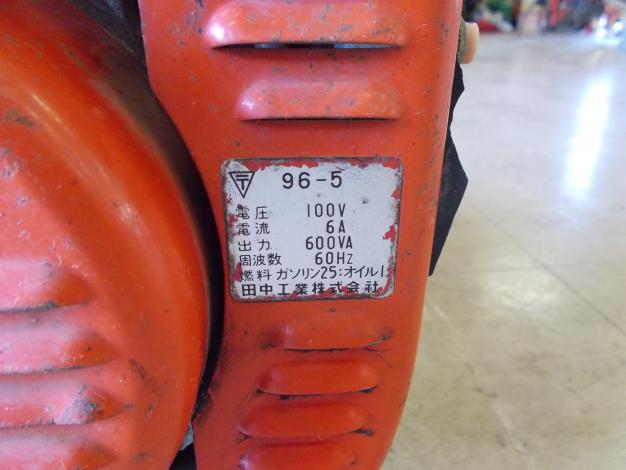 〒 96-5
電圧 100V
電流 6A
出力 600VA
周波数 60Hz
燃料 ガソリン25:オイル1
田中工業株式会社